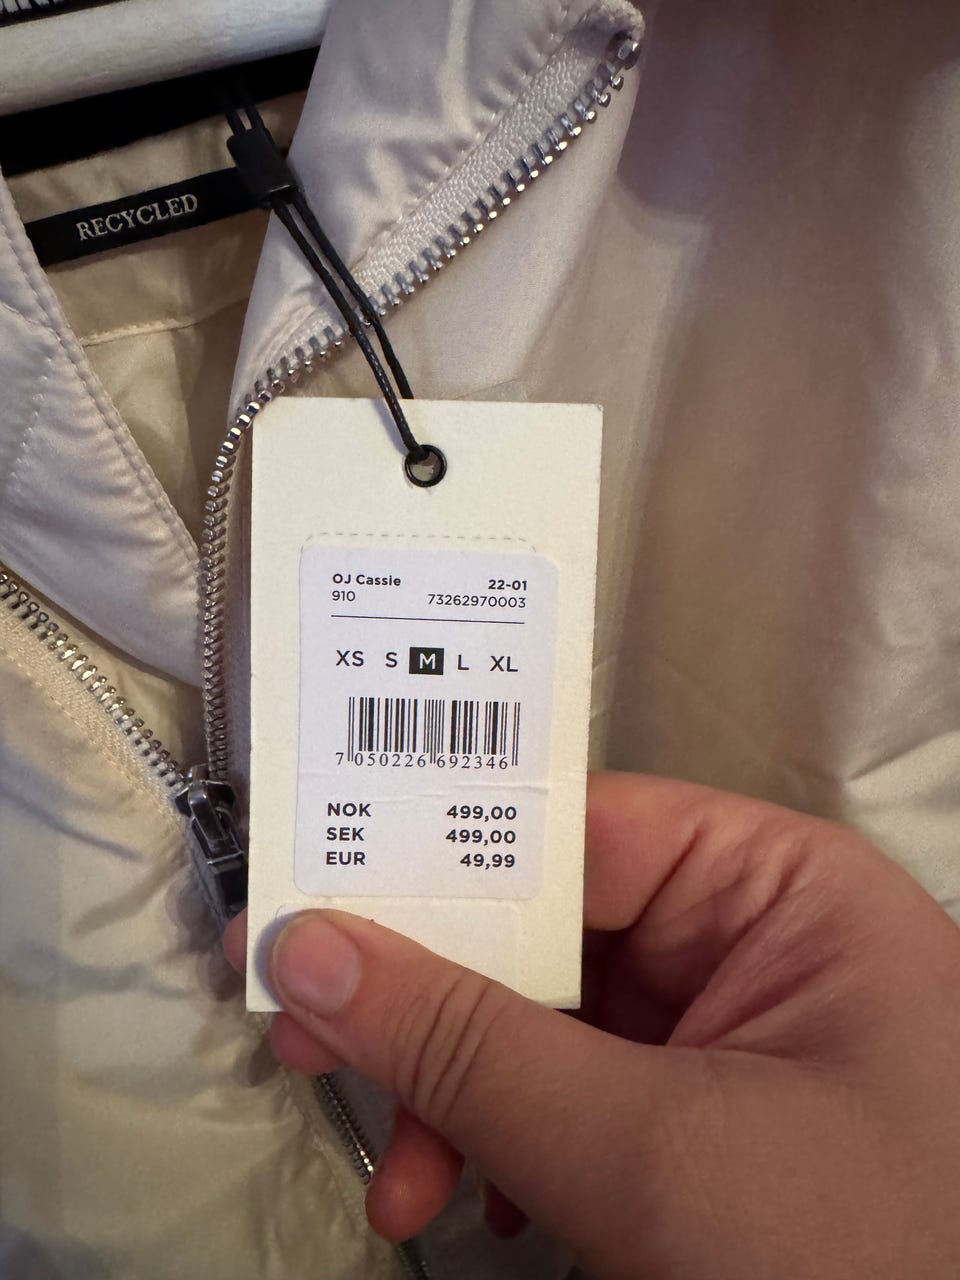 RECYCLED
OJ Cassie 22-01
910 73262970003
XS S M L XL
7 050226 692346
NOK 499,00
SEK 499,00
EUR 49,99